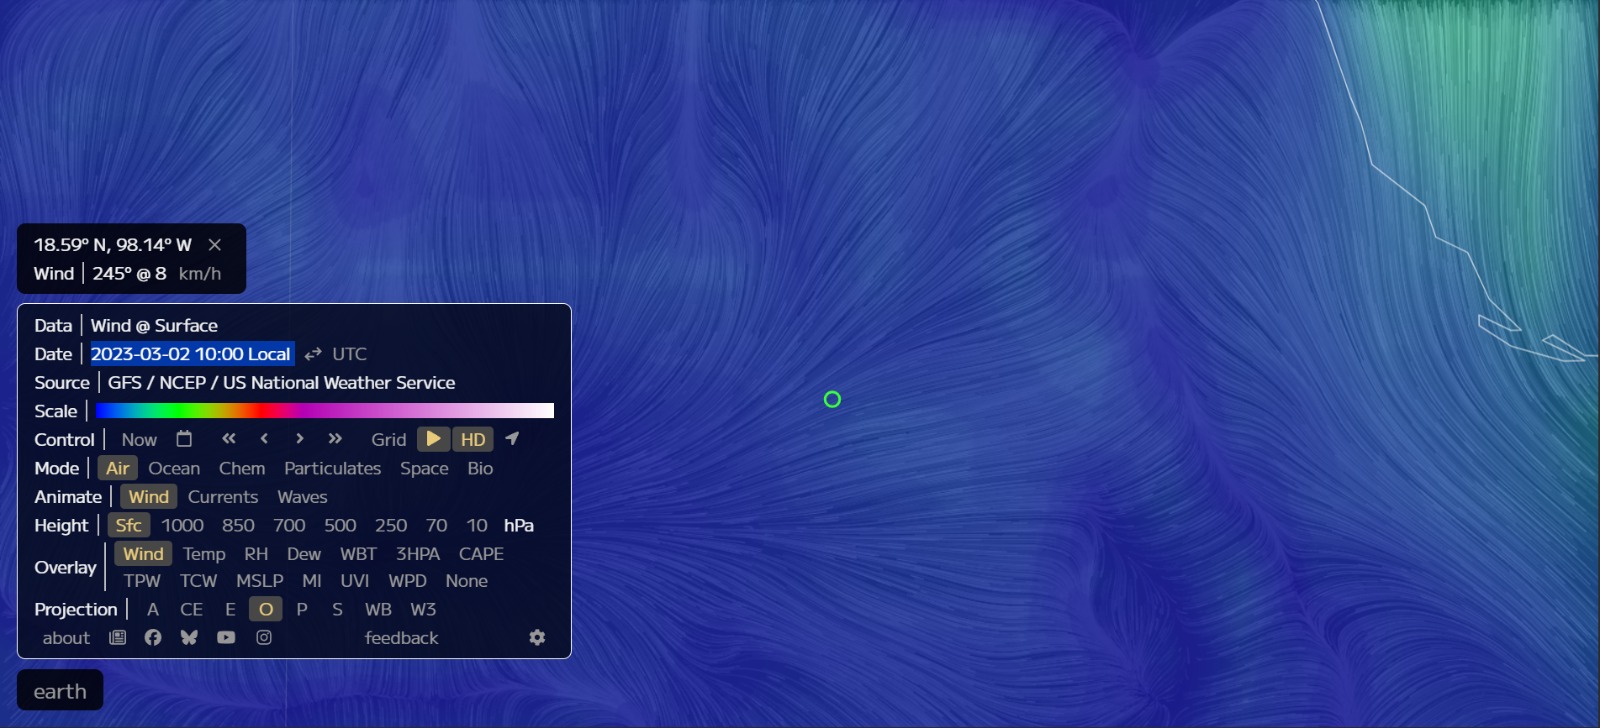 18.59° N, 98.14° W ×
Wind | 245° @ 8 km/h
Data | Wind @ Surface
Date | 2023-03-02 10:00 Local ⇄ UTC
Source | GFS / NCEP / US National Weather Service
Scale |
Control | Now « ‹ › » Grid HD
Mode | Air Ocean Chem Particulates Space Bio
Animate | Wind Currents Waves
Height | Sfc 1000 850 700 500 250 70 10 hPa
Overlay | Wind Temp RH Dew WBT 3HPA CAPE
TPW TCW MSLP MI UVI WPD None
Projection | A CE E O P S WB W3
about feedback
earth